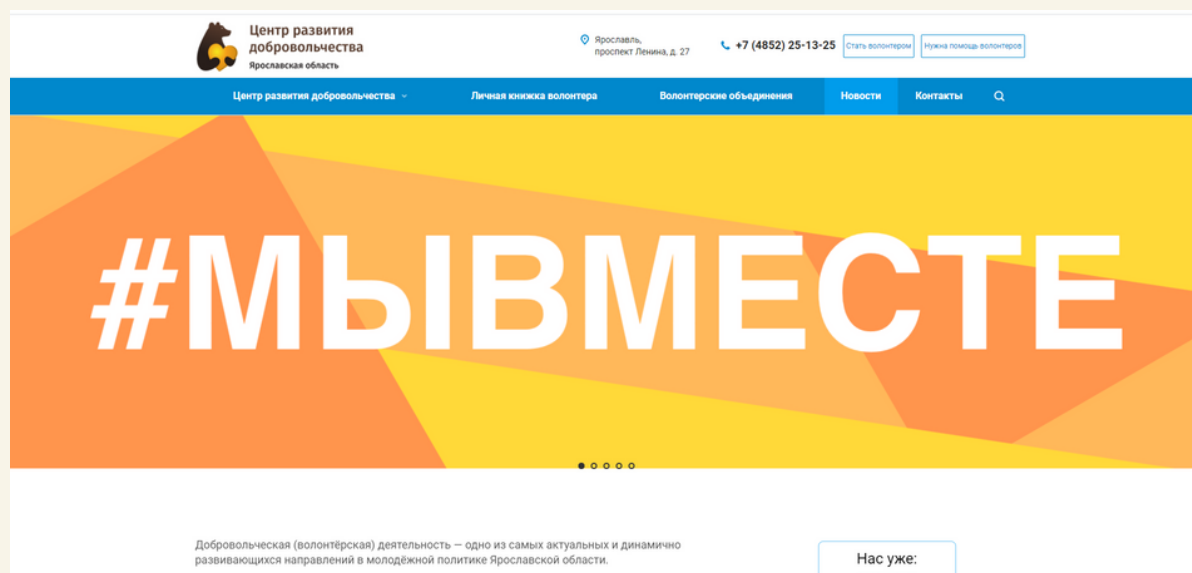 Центр развития
добровольчества
Ярославская область
Ярославль,
проспект Ленина, д. 27
+7 (4852) 25-13-25
Стать волонтером
Нужна помощь волонтеров
Центр развития добровольчества
Личная книжка волонтера
Волонтерские объединения
Новости
Контакты
#МЫВМЕСТЕ
Добровольческая (волонтёрская) деятельность — одно из самых актуальных и динамично
развивающихся направлений в молодёжной политике Ярославской области.
Нас уже: